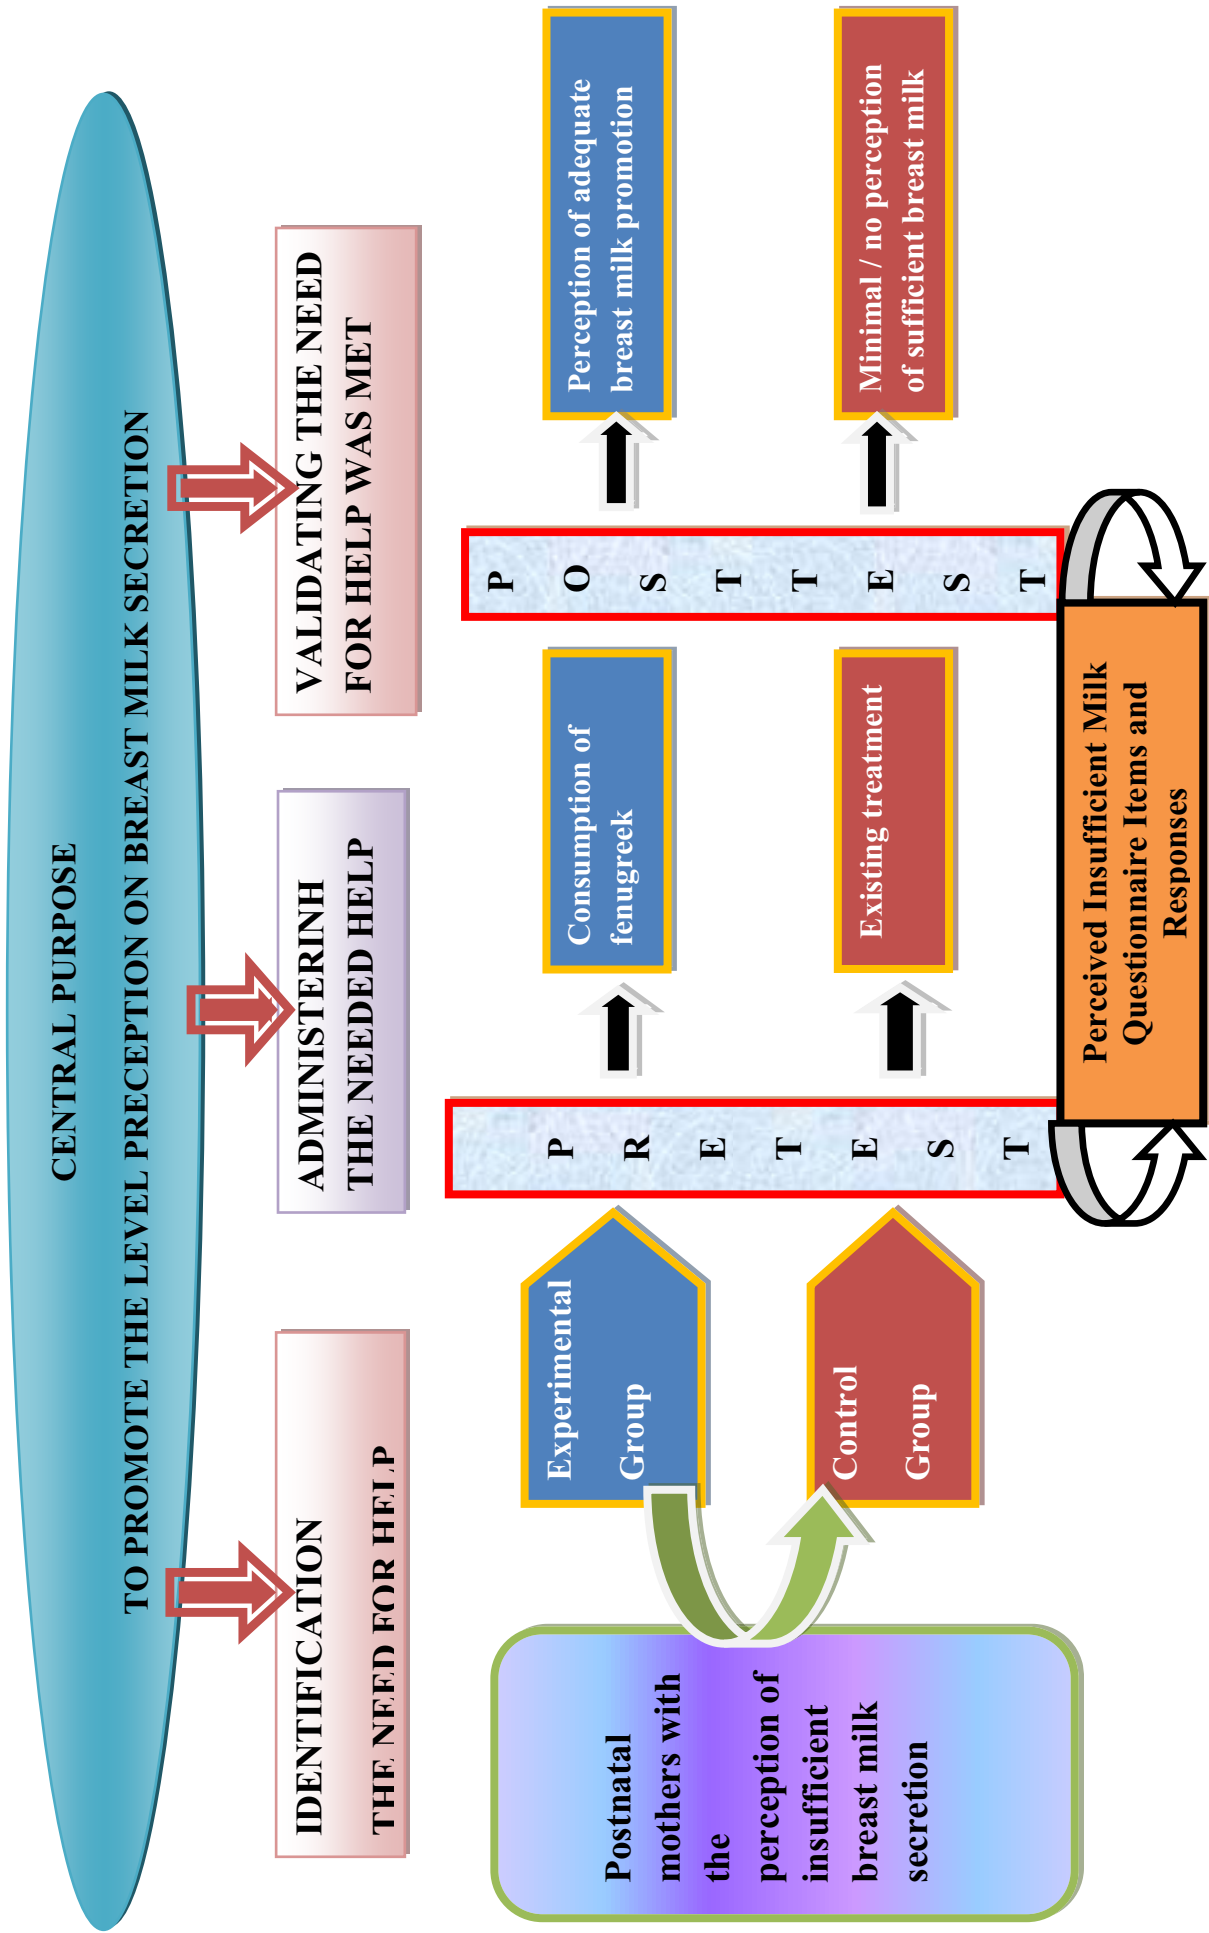 CENTRAL PURPOSE
TO PROMOTE THE LEVEL PRECEPTION ON BREAST MILK SECRETION
IDENTIFICATION
THE NEED FOR HELP
ADMINISTERINH
THE NEEDED HELP
VALIDATING THE NEED
FOR HELP WAS MET
Postnatal
mothers with
the
perception of
insufficient
breast milk
secretion
Experimental
Group
Control
Group
P
R
E
T
E
S
T
Consumption of
fenugreek
Existing treatment
P
O
S
T
T
E
S
T
Perception of adequate
breast milk promotion
Minimal / no perception
of sufficient breast milk
Perceived Insufficient Milk
Questionnaire Items and
Responses